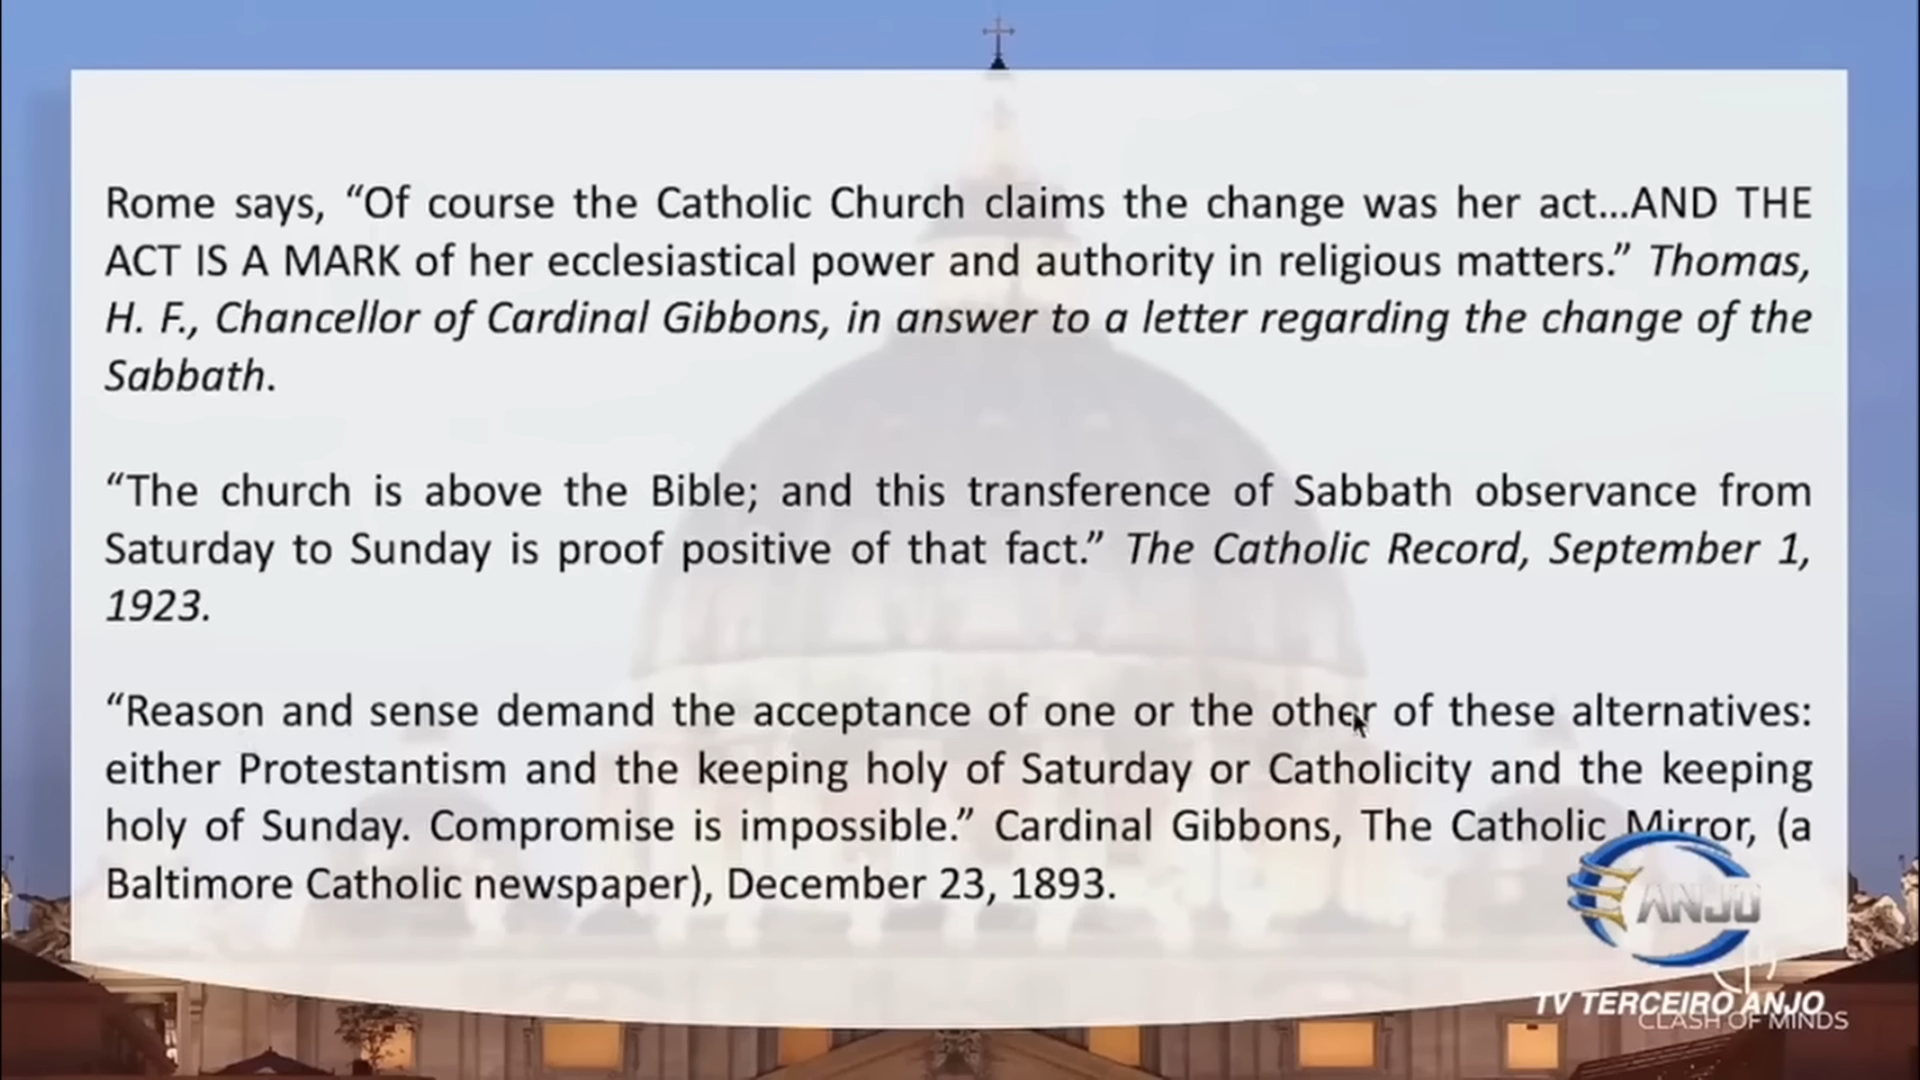 Rome says, “Of course the Catholic Church claims the change was her act...AND THE
ACT IS A MARK of her ecclesiastical power and authority in religious matters.” Thomas,
H. F., Chancellor of Cardinal Gibbons, in answer to a letter regarding the change of the
Sabbath.
“The church is above the Bible; and this transference of Sabbath observance from
Saturday to Sunday is proof positive of that fact.” The Catholic Record, September 1,
1923.
“Reason and sense demand the acceptance of one or the other of these alternatives:
either Protestantism and the keeping holy of Saturday or Catholicity and the keeping
holy of Sunday. Compromise is impossible.” Cardinal Gibbons, The Catholic Mirror, (a
Baltimore Catholic newspaper), December 23, 1893.
ANJO
TV TERCEIRO ANJO
CLASH OF MINDS